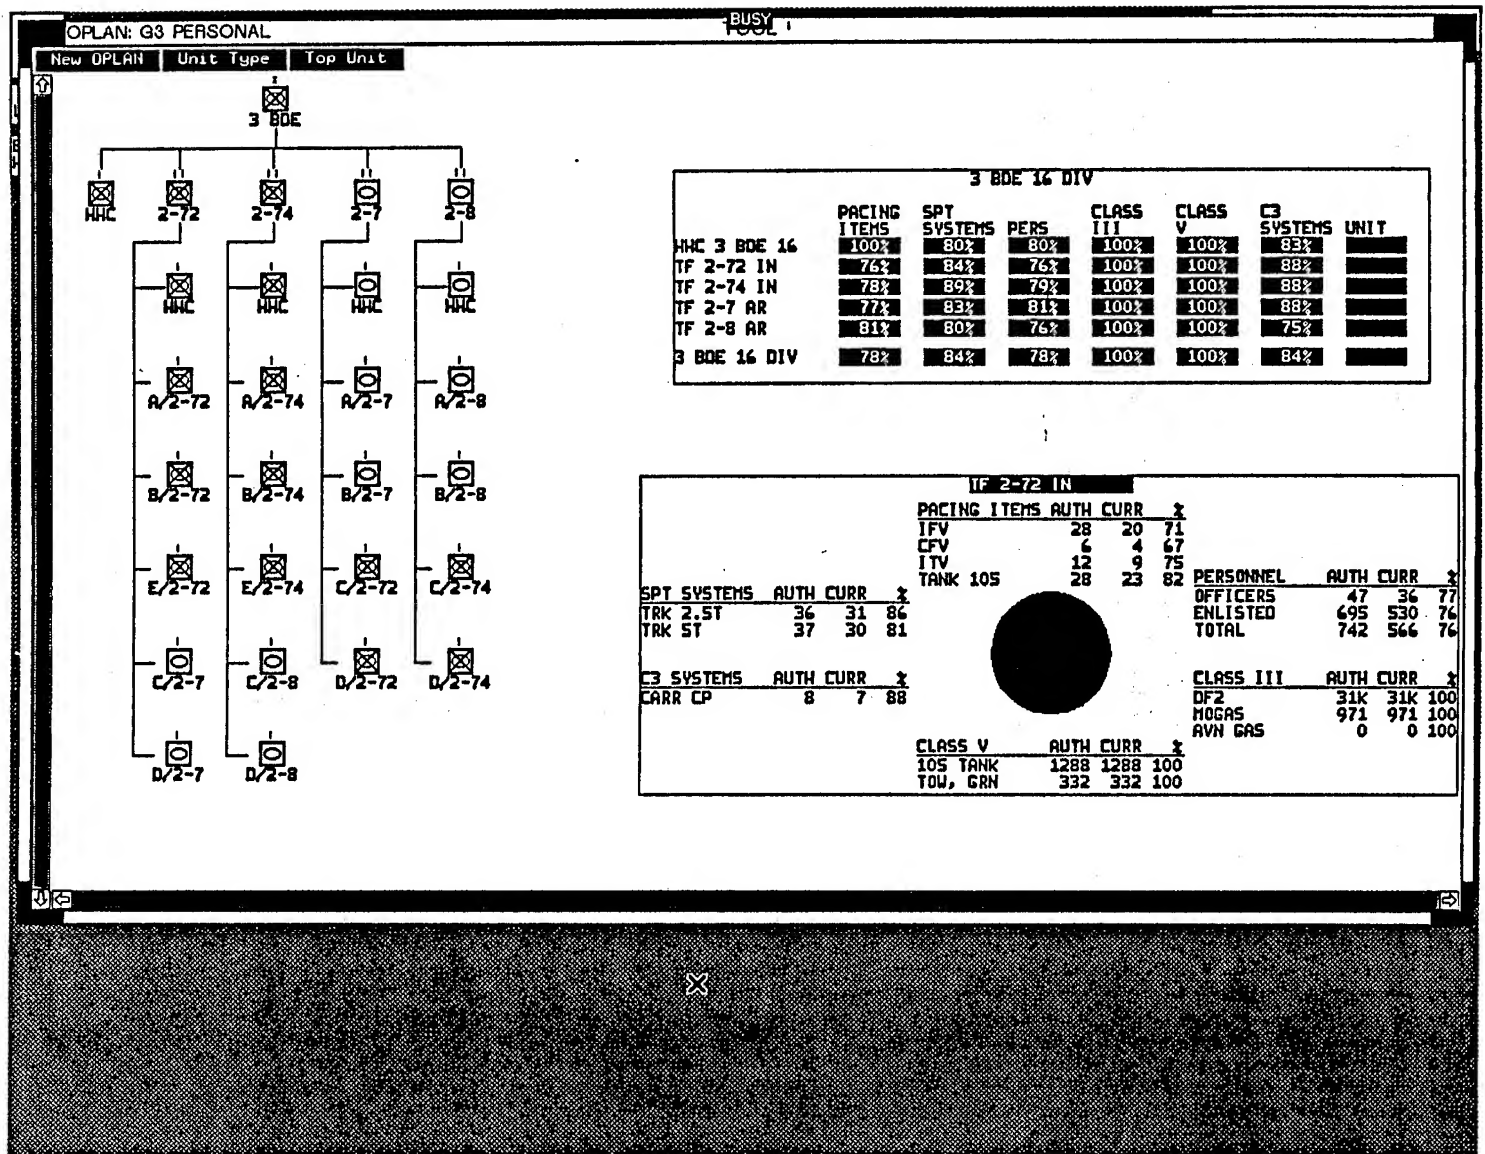 BUSY
OPLAN: G3 PERSONAL
New OPLAN Unit Type Top Unit
3 BDE
HHC 2-72 2-74 2-7 2-8
HHC HHC HHC HHC
A/2-72 A/2-74 A/2-7 A/2-8
B/2-72 B/2-74 B/2-7 B/2-8
E/2-72 E/2-74 C/2-72 C/2-74
C/2-7 C/2-8 D/2-72 D/2-74
D/2-7 D/2-8
3 BDE 16 DIV
PACING SPT CLASS CLASS C3
ITEMS SYSTEMS PERS III V SYSTEMS UNIT
HHC 3 BDE 16 100% 80% 80% 100% 100% 83%
TF 2-72 IN 76% 84% 76% 100% 100% 88%
TF 2-74 IN 78% 89% 79% 100% 100% 88%
TF 2-7 AR 77% 83% 81% 100% 100% 88%
TF 2-8 AR 81% 80% 76% 100% 100% 75%
3 BDE 16 DIV 78% 84% 78% 100% 100% 84%
TF 2-72 IN
PACING ITEMS AUTH CURR %
IFV 28 20 71
CFV 6 4 67
ITV 12 9 75
TANK 105 28 23 82
SPT SYSTEMS AUTH CURR %
TRK 2.5T 36 31 86
TRK 5T 37 30 81
PERSONNEL AUTH CURR %
OFFICERS 47 36 77
ENLISTED 695 530 76
TOTAL 742 566 76
C3 SYSTEMS AUTH CURR %
CARR CP 8 7 88
CLASS III AUTH CURR %
DF2 31K 31K 100
MOGAS 971 971 100
AVN GAS 0 0 100
CLASS V AUTH CURR %
105 TANK 1288 1288 100
TOW, GRN 332 332 100